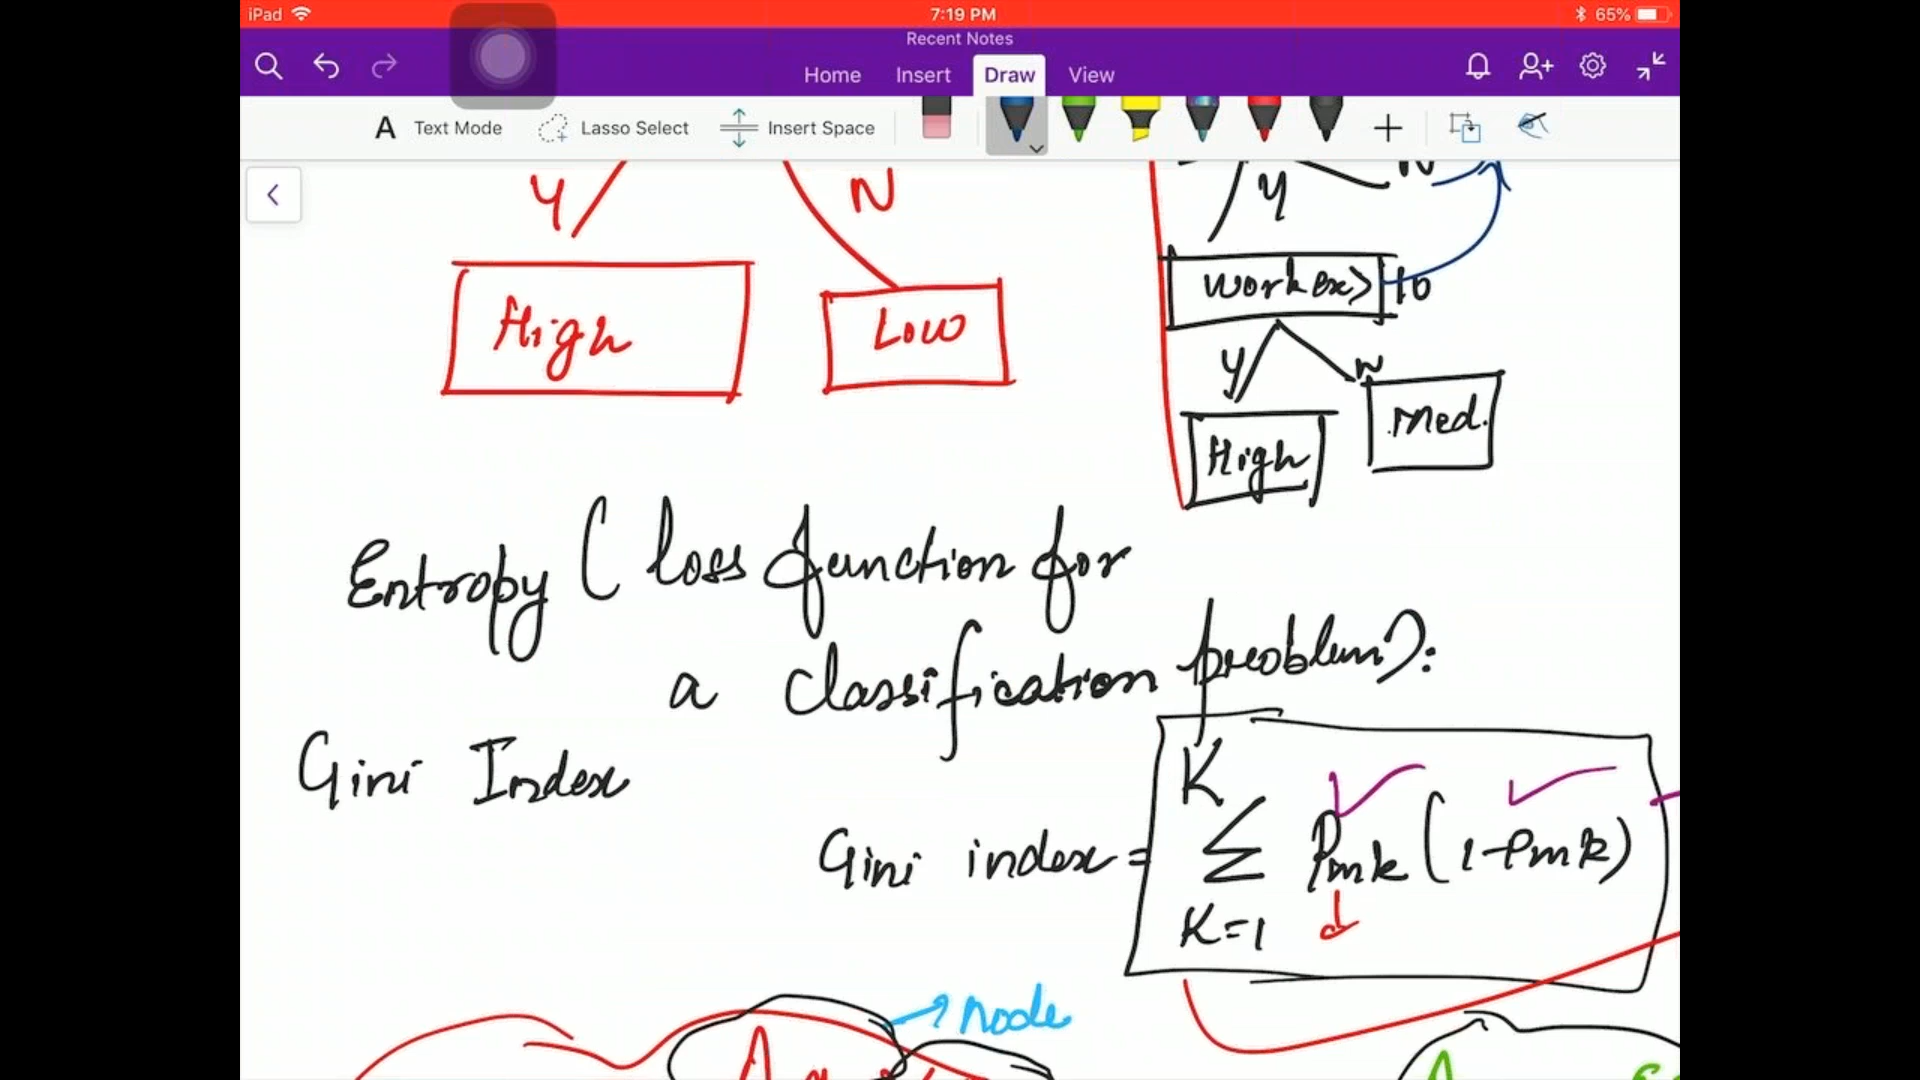 iPad 7:19 PM 65%
Recent Notes
Home Insert Draw View
A Text Mode Lasso Select Insert Space
Y N
Y N
Work ex > 10
High Low
Y N
High Med.
Entropy ( loss function for
a classification problem):
Gini Index
Gini index = K Σ K=1 Pmk (1-Pmk)
node